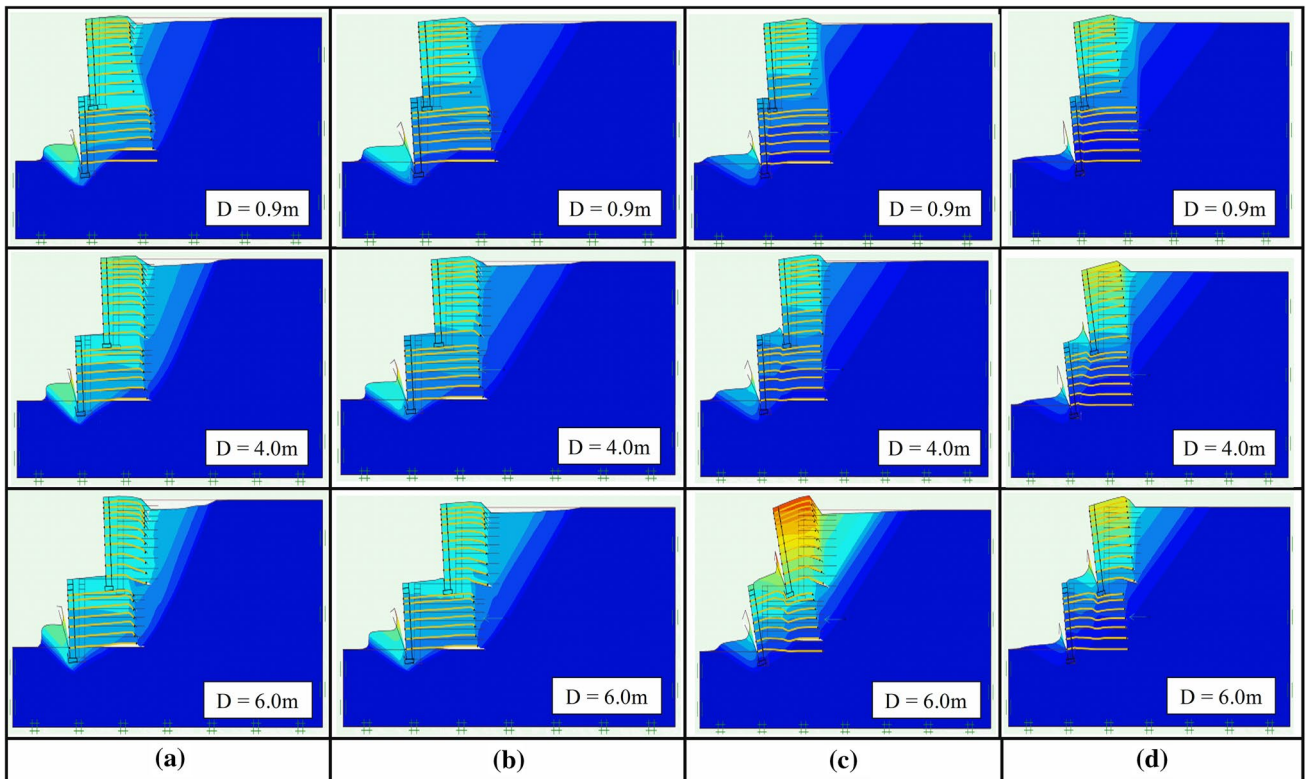 D = 0.9m D = 0.9m D = 0.9m D = 0.9m
D = 4.0m D = 4.0m D = 4.0m D = 4.0m
D = 6.0m D = 6.0m D = 6.0m D = 6.0m
(a) (b) (c) (d)